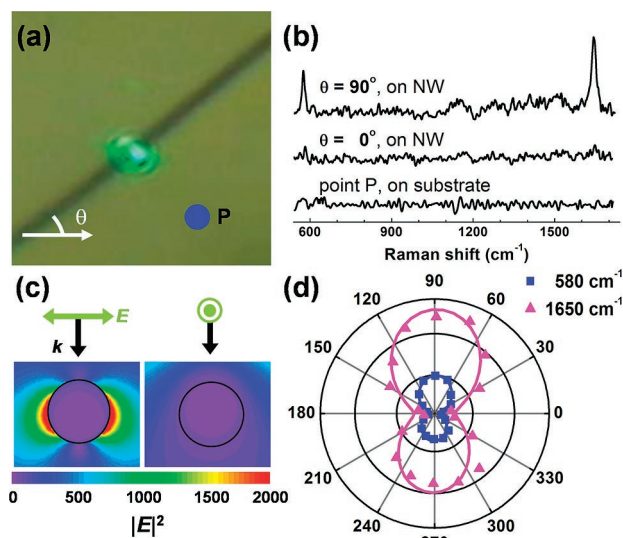 (a)
θ
P
(b)
θ = 90°, on NW
θ = 0°, on NW
point P, on substrate
600 900 1200 1500
Raman shift (cm-1)
(c)
E
k
0 500 1000 1500 2000
|E|2
(d)
580 cm-1
1650 cm-1
90
120 60
150 30
180 0
210 330
240 300
270